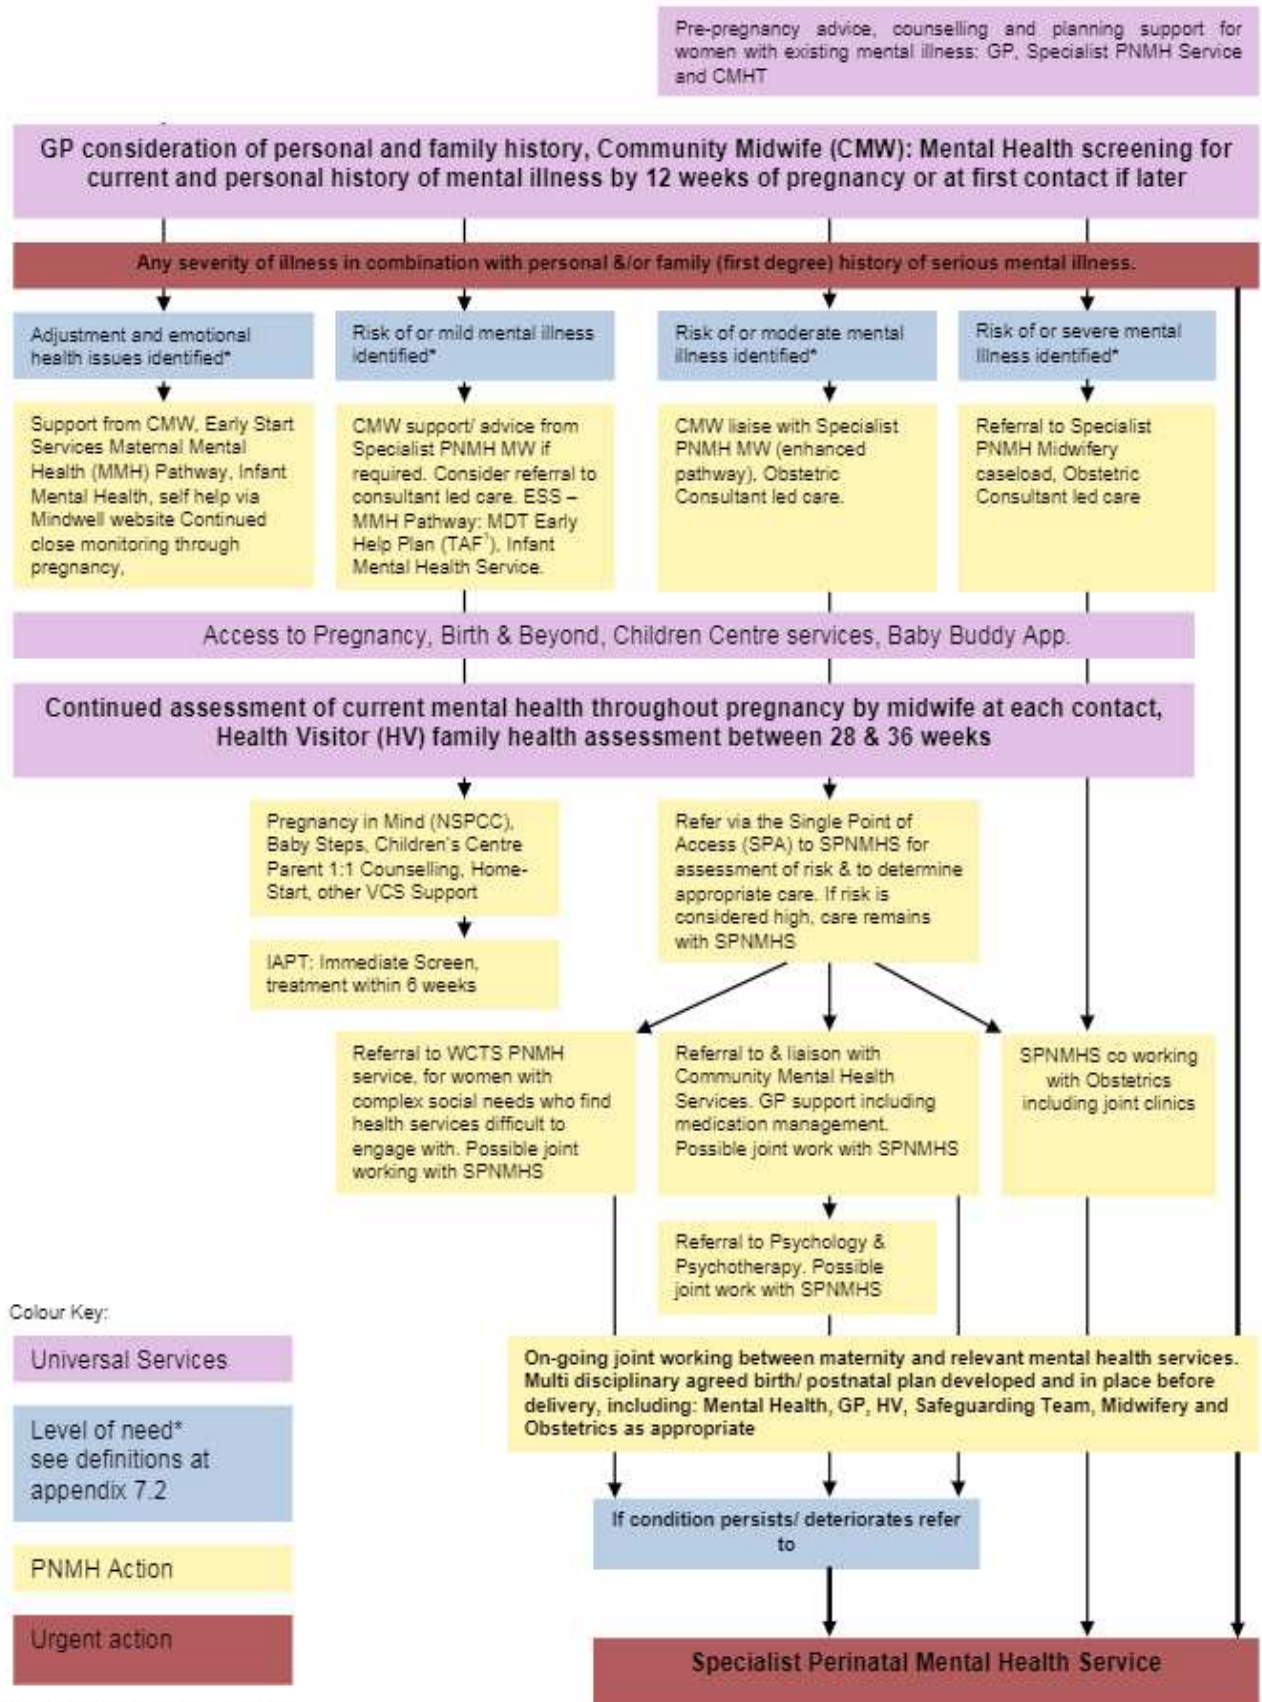 Pre-pregnancy advice, counselling and planning support for
women with existing mental illness: GP, Specialist PNMH Service
and CMHT
GP consideration of personal and family history, Community Midwife (CMW): Mental Health screening for
current and personal history of mental illness by 12 weeks of pregnancy or at first contact if later
Any severity of illness in combination with personal &/or family (first degree) history of serious mental illness.
Adjustment and emotional
health issues identified*
Risk of or mild mental illness
identified*
Risk of or moderate mental
illness identified*
Risk of or severe mental
Illness identified*
Support from CMW, Early Start
Services Maternal Mental
Health (MMH) Pathway, Infant
Mental Health, self help via
Mindwell website Continued
close monitoring through
pregnancy,
CMW support/ advice from
Specialist PNMH MW if
required. Consider referral to
consultant led care. ESS –
MMH Pathway: MDT Early
Help Plan (TAF¹), Infant
Mental Health Service.
CMW liaise with Specialist
PNMH MW (enhanced
pathway), Obstetric
Consultant led care.
Referral to Specialist
PNMH Midwifery
caseload, Obstetric
Consultant led care
Access to Pregnancy, Birth & Beyond, Children Centre services, Baby Buddy App.
Continued assessment of current mental health throughout pregnancy by midwife at each contact,
Health Visitor (HV) family health assessment between 28 & 36 weeks
Pregnancy in Mind (NSPCC),
Baby Steps, Children's Centre
Parent 1:1 Counselling, Home-
Start, other VCS Support
Refer via the Single Point of
Access (SPA) to SPNMHS for
assessment of risk & to determine
appropriate care. If risk is
considered high, care remains
with SPNMHS
IAPT: Immediate Screen,
treatment within 6 weeks
Referral to WCTS PNMH
service, for women with
complex social needs who find
health services difficult to
engage with. Possible joint
working with SPNMHS
Referral to & liaison with
Community Mental Health
Services. GP support including
medication management.
Possible joint work with SPNMHS
SPNMHS co working
with Obstetrics
including joint clinics
Referral to Psychology &
Psychotherapy. Possible
joint work with SPNMHS
Colour Key:
Universal Services
Level of need*
see definitions at
appendix 7.2
PNMH Action
Urgent action
On-going joint working between maternity and relevant mental health services.
Multi disciplinary agreed birth/ postnatal plan developed and in place before
delivery, including: Mental Health, GP, HV, Safeguarding Team, Midwifery and
Obstetrics as appropriate
If condition persists/ deteriorates refer
to
Specialist Perinatal Mental Health Service